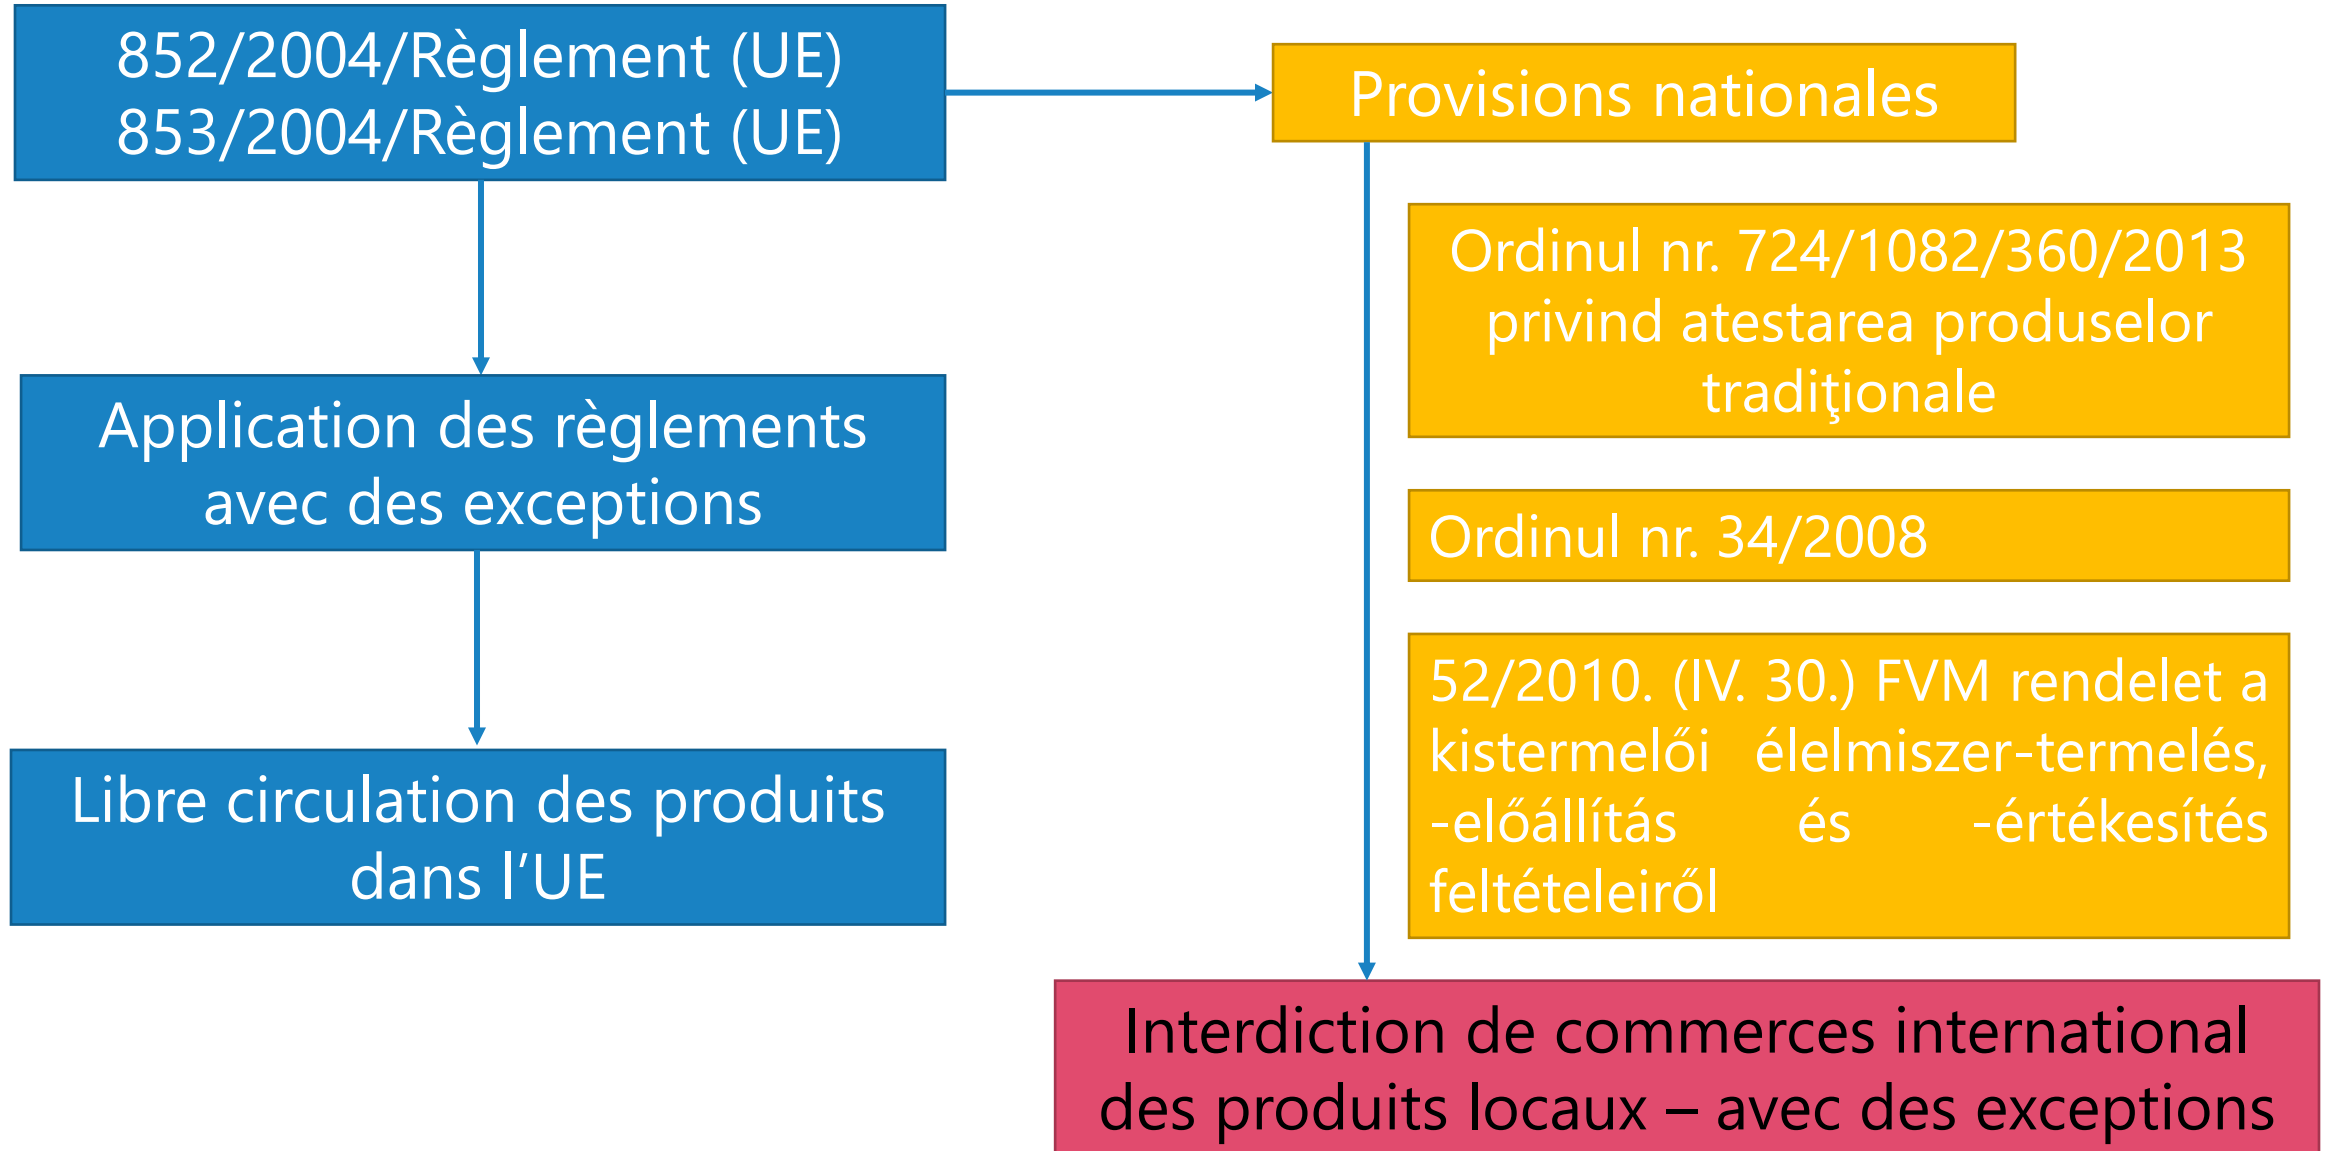 852/2004/Règlement (UE)
853/2004/Règlement (UE)
Application des règlements
avec des exceptions
Libre circulation des produits
dans l’UE
Provisions nationales
Ordinul nr. 724/1082/360/2013
privind atestarea produselor
tradiţionale
Ordinul nr. 34/2008
52/2010. (IV. 30.) FVM rendelet a
kistermelői élelmiszer-termelés,
-előállítás és -értékesítés
feltételeiről
Interdiction de commerces international
des produits locaux – avec des exceptions